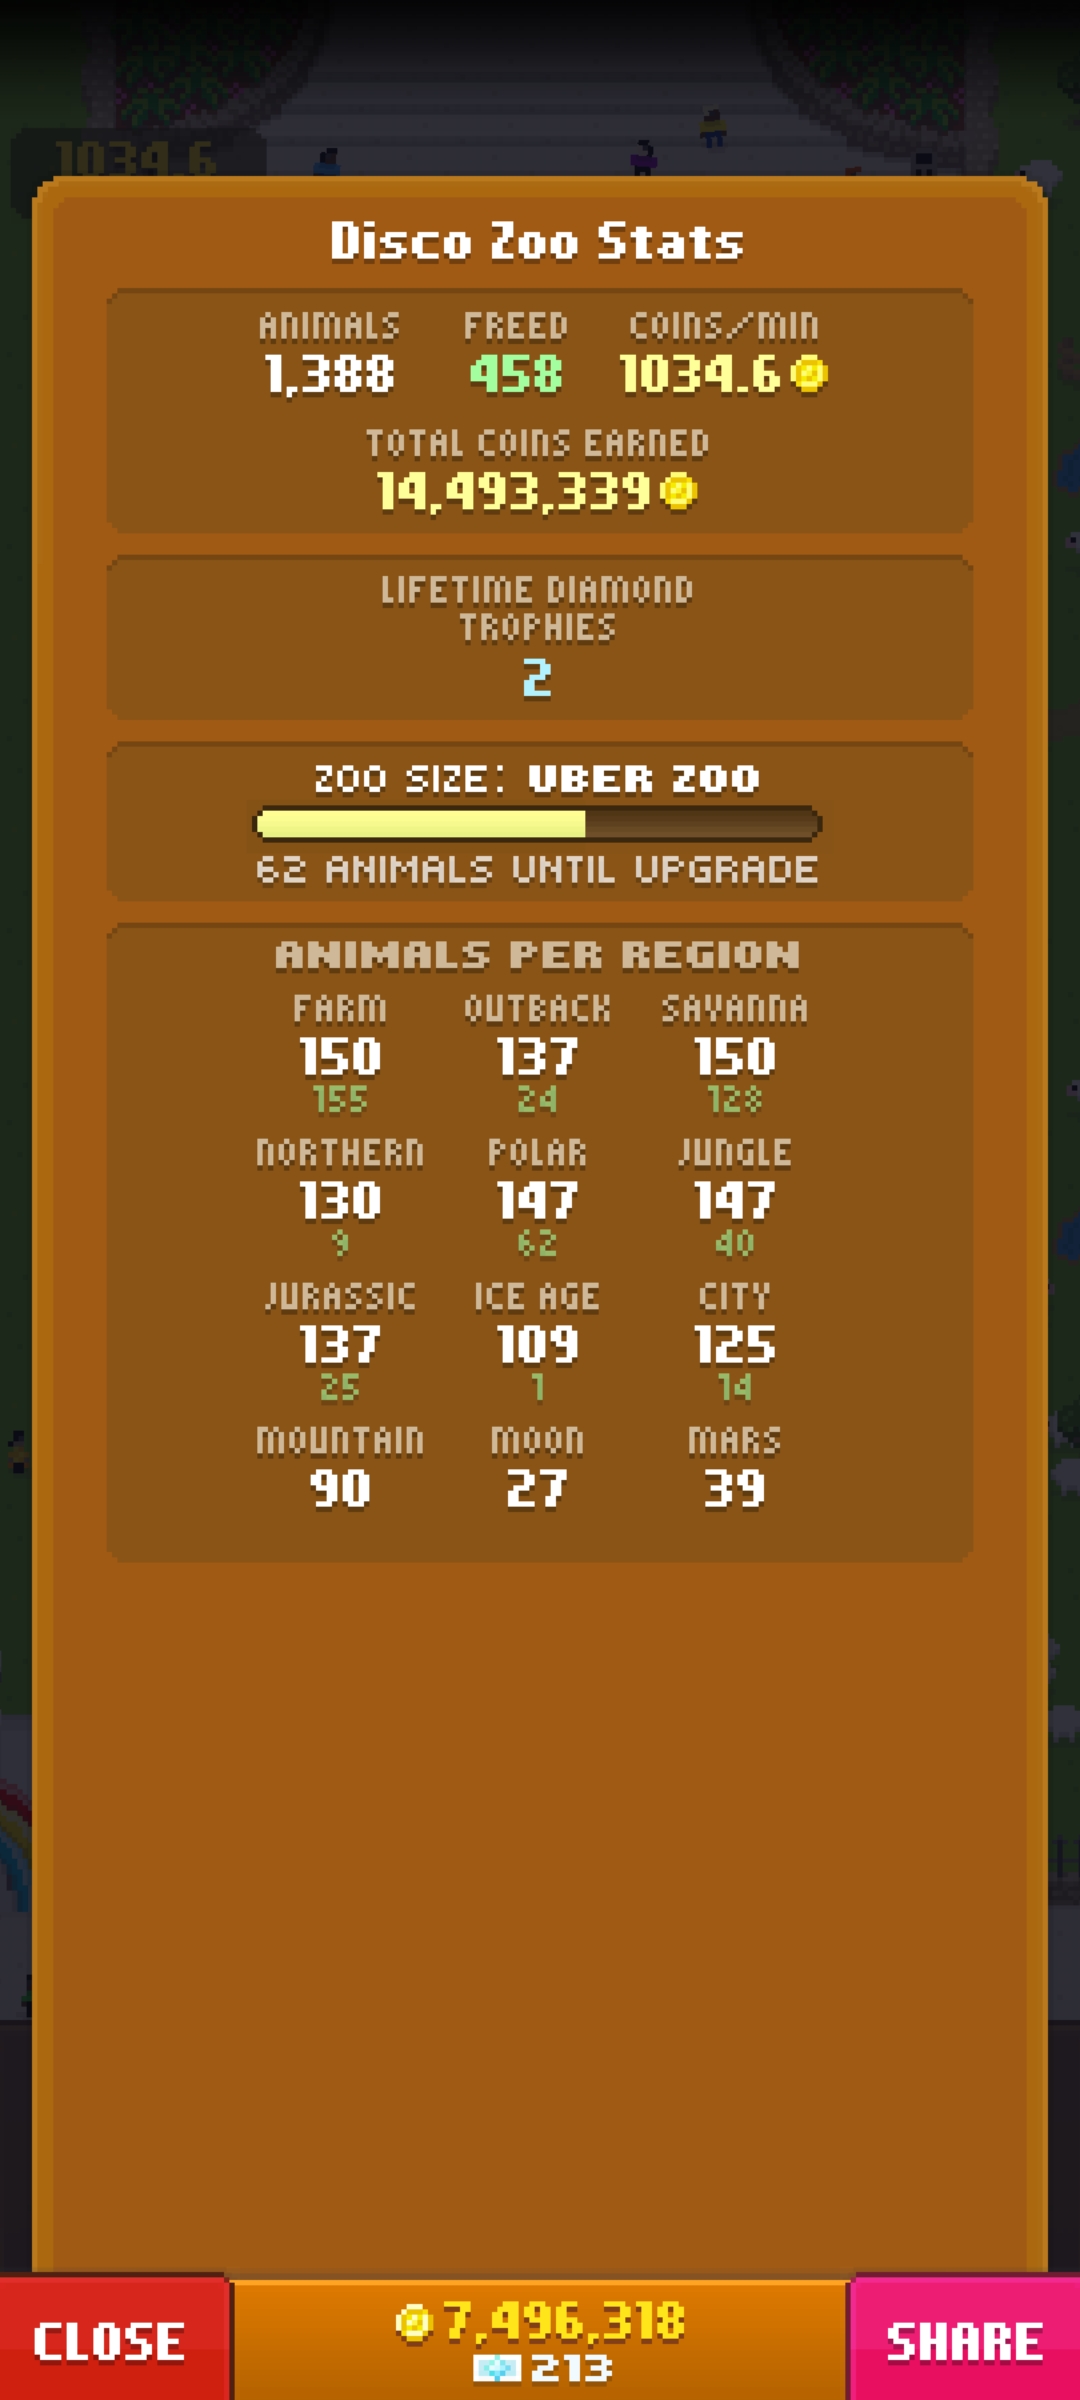 1034.6
Disco Zoo Stats
ANIMALS FREED COINS/MIN
1,388 458 1034.6
TOTAL COINS EARNED
14,493,339
LIFETIME DIAMOND
TROPHIES
2
ZOO SIZE: UBER ZOO
62 ANIMALS UNTIL UPGRADE
ANIMALS PER REGION
FARM OUTBACK SAVANNA
150 137 150
155 24 128
NORTHERN POLAR JUNGLE
130 147 147
9 62 40
JURASSIC ICE AGE CITY
137 109 125
25 1 14
MOUNTAIN MOON MARS
90 27 39
CLOSE 7,496,318 SHARE
213